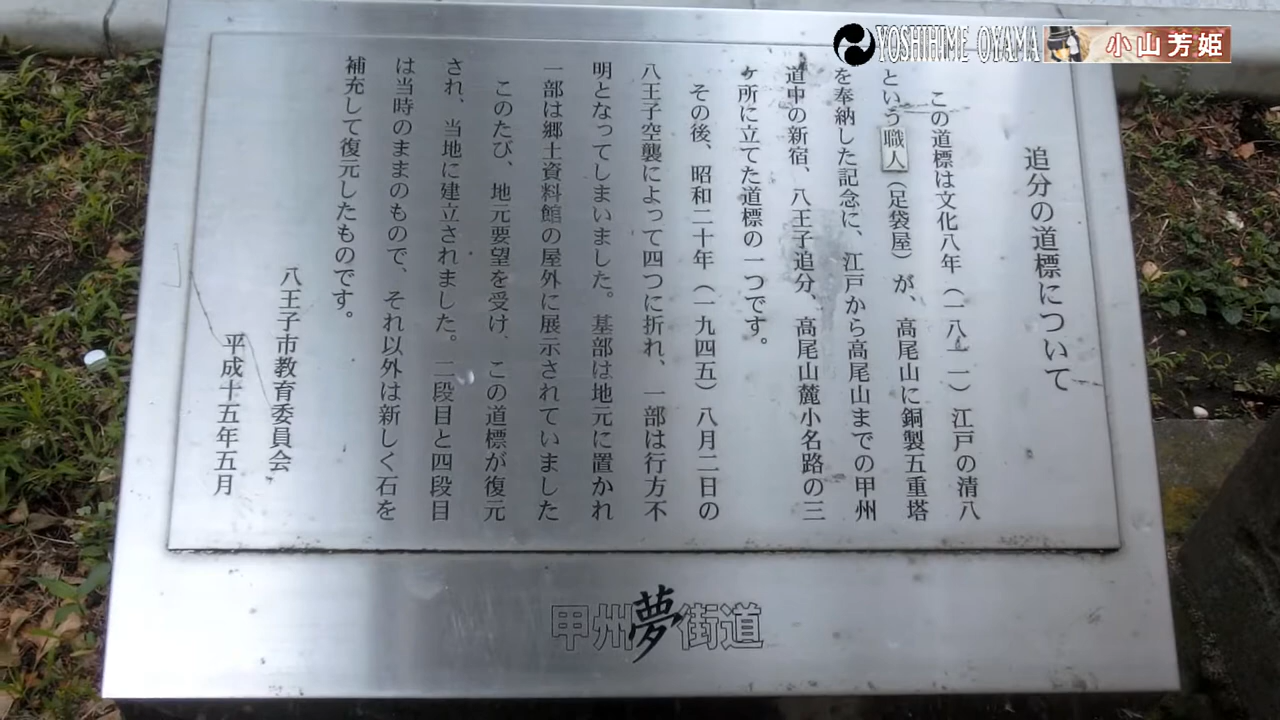 YOSHIHIME OYAMA
小山芳姫
追分の道標について
この道標は文化八年(一八一一)江戸の清八
という職人(足袋屋)が、高尾山に銅製五重塔
を奉納した記念に、江戸から高尾山までの甲州
道中の新宿、八王子追分、高尾山麓小名路の三
ヶ所に立てた道標の一つです。
その後、昭和二十年(一九四五)八月二日の
八王子空襲によって四つに折れ、一部は行方不
明となってしまいました。基部は地元に置かれ
一部は郷土資料館の屋外に展示されていました
このたび、地元要望を受け、この道標が復元
され、当地に建立されました。二段目と四段目
は当時のままのもので、それ以外は新しく石を
補充して復元したものです。
八王子市教育委員会
平成十五年五月
甲州夢街道